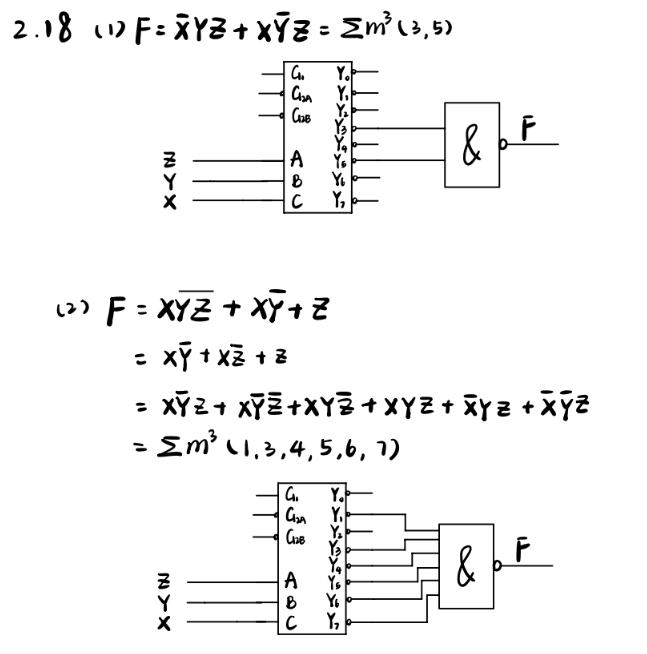 2.18 (1) F = X̄YZ + XȲZ = Σm³(3,5)
G₁ Y₀
G₂A Y₁
G₂B Y₂
Y₃
Y₄
Z A Y₅
Y B Y₆
X C Y₇
& F̄
(2) F = XY̅Z̅ + XȲ + Z
= XȲ + XZ̄ + Z
= XȲZ + XȲZ̄ + XYZ̄ + XYZ + X̄YZ + X̄ȲZ
= Σm³(1,3,4,5,6,7)
G₁ Y₀
G₂A Y₁
G₂B Y₂
Y₃
Y₄
Z A Y₅
Y B Y₆
X C Y₇
& F̄